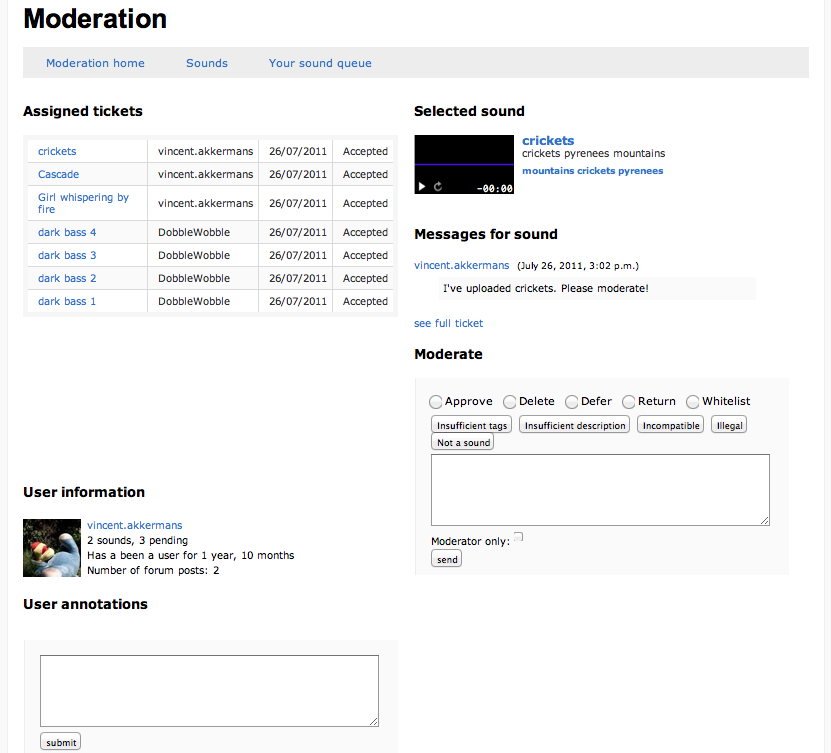 Moderation
Moderation home Sounds Your sound queue
Assigned tickets
crickets vincent.akkermans 26/07/2011 Accepted
Cascade vincent.akkermans 26/07/2011 Accepted
Girl whispering by
fire vincent.akkermans 26/07/2011 Accepted
dark bass 4 DobbleWobble 26/07/2011 Accepted
dark bass 3 DobbleWobble 26/07/2011 Accepted
dark bass 2 DobbleWobble 26/07/2011 Accepted
dark bass 1 DobbleWobble 26/07/2011 Accepted
Selected sound
-00:00
crickets
crickets pyrenees mountains
mountains crickets pyrenees
Messages for sound
vincent.akkermans (July 26, 2011, 3:02 p.m.)
I've uploaded crickets. Please moderate!
see full ticket
Moderate
Approve Delete Defer Return Whitelist
Insufficient tags Insufficient description Incompatible Illegal
Not a sound
Moderator only:
send
User information
vincent.akkermans
2 sounds, 3 pending
Has a been a user for 1 year, 10 months
Number of forum posts: 2
User annotations
submit